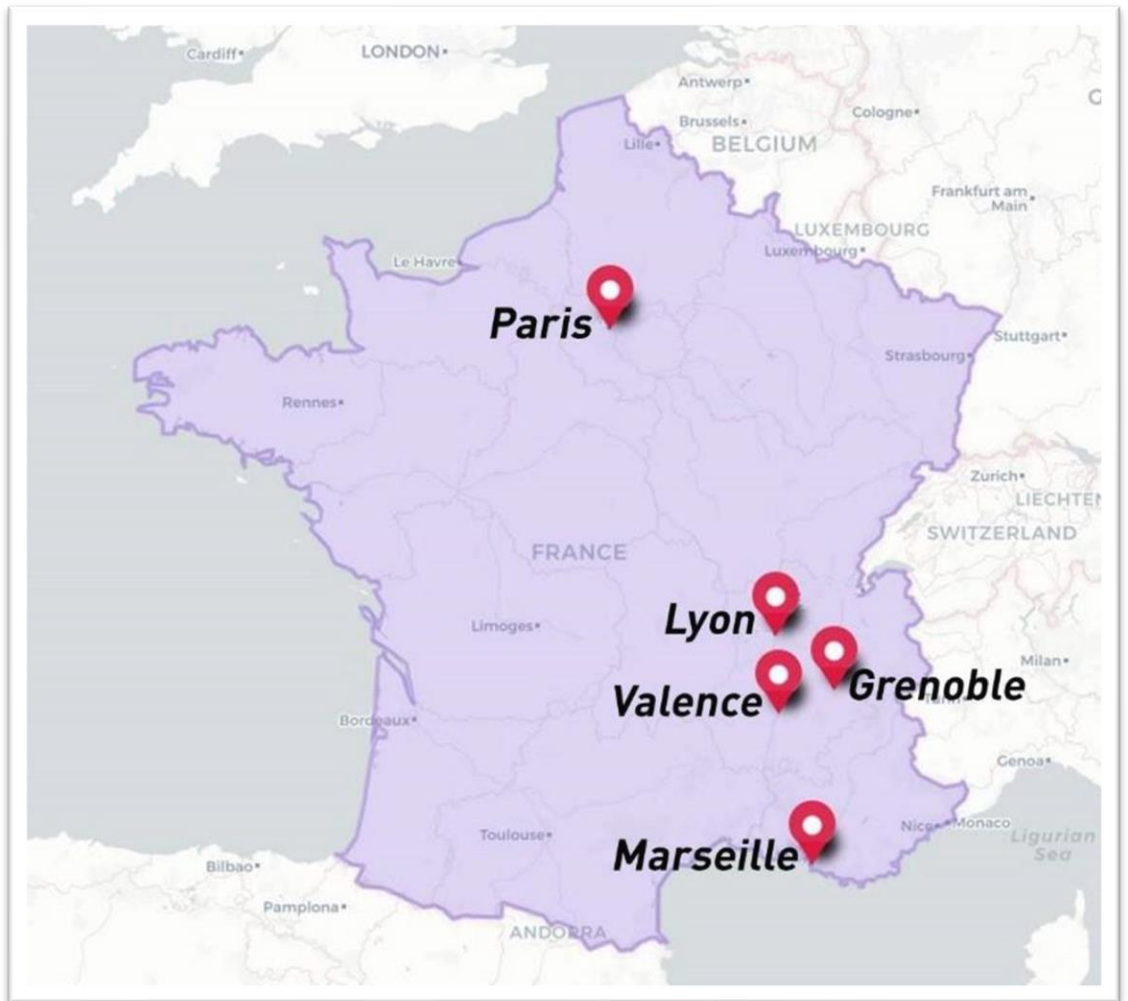 Cardiff
LONDON
Antwerp
Cologne
Brussels
BELGIUM
Lille
Frankfurt am
Main
LUXEMBOURG
Luxembourg
Le Havre
Paris
Stuttgart
Strasbourg
Rennes
Zurich
LIECHTEN
SWITZERLAND
FRANCE
Lyon
Limoges
Milan
Grenoble
Valence
Bordeaux
Genoa
Nice
Monaco
Toulouse
Ligurian
Sea
Marseille
Bilbao
Pamplona
ANDORRA